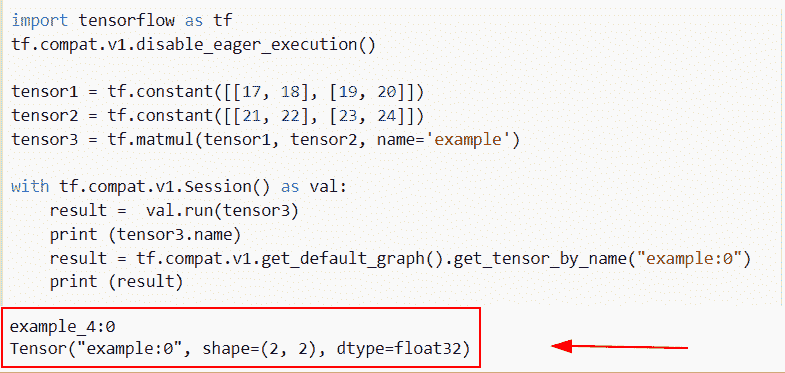 import tensorflow as tf
tf.compat.v1.disable_eager_execution()
tensor1 = tf.constant([[17, 18], [19, 20]])
tensor2 = tf.constant([[21, 22], [23, 24]])
tensor3 = tf.matmul(tensor1, tensor2, name='example')
with tf.compat.v1.Session() as val:
    result =  val.run(tensor3)
    print (tensor3.name)
    result = tf.compat.v1.get_default_graph().get_tensor_by_name("example:0")
    print (result)
example_4:0
Tensor("example:0", shape=(2, 2), dtype=float32)